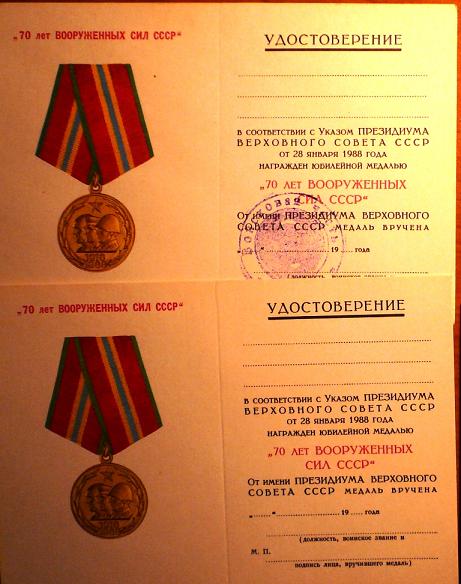 „70 лет ВООРУЖЕННЫХ СИЛ СССР“
УДОСТОВЕРЕНИЕ
В СООТВЕТСТВИИ С УКАЗОМ ПРЕЗИДИУМА
ВЕРХОВНОГО СОВЕТА СССР
ОТ 28 ЯНВАРЯ 1988 ГОДА
НАГРАЖДЕН ЮБИЛЕЙНОЙ МЕДАЛЬЮ
„70 ЛЕТ ВООРУЖЕННЫХ
СИЛ СССР“
От имени ПРЕЗИДИУМА ВЕРХОВНОГО
СОВЕТА СССР МЕДАЛЬ ВРУЧЕНА
„ “ 19 года
„70 лет ВООРУЖЕННЫХ СИЛ СССР“
УДОСТОВЕРЕНИЕ
В СООТВЕТСТВИИ С УКАЗОМ ПРЕЗИДИУМА
ВЕРХОВНОГО СОВЕТА СССР
ОТ 28 ЯНВАРЯ 1988 ГОДА
НАГРАЖДЕН ЮБИЛЕЙНОЙ МЕДАЛЬЮ
„70 ЛЕТ ВООРУЖЕННЫХ
СИЛ СССР“
От имени ПРЕЗИДИУМА ВЕРХОВНОГО
СОВЕТА СССР МЕДАЛЬ ВРУЧЕНА
„ “ 19 года
(должность, воинское звание и
М. П.
подпись лица, вручившего медаль)